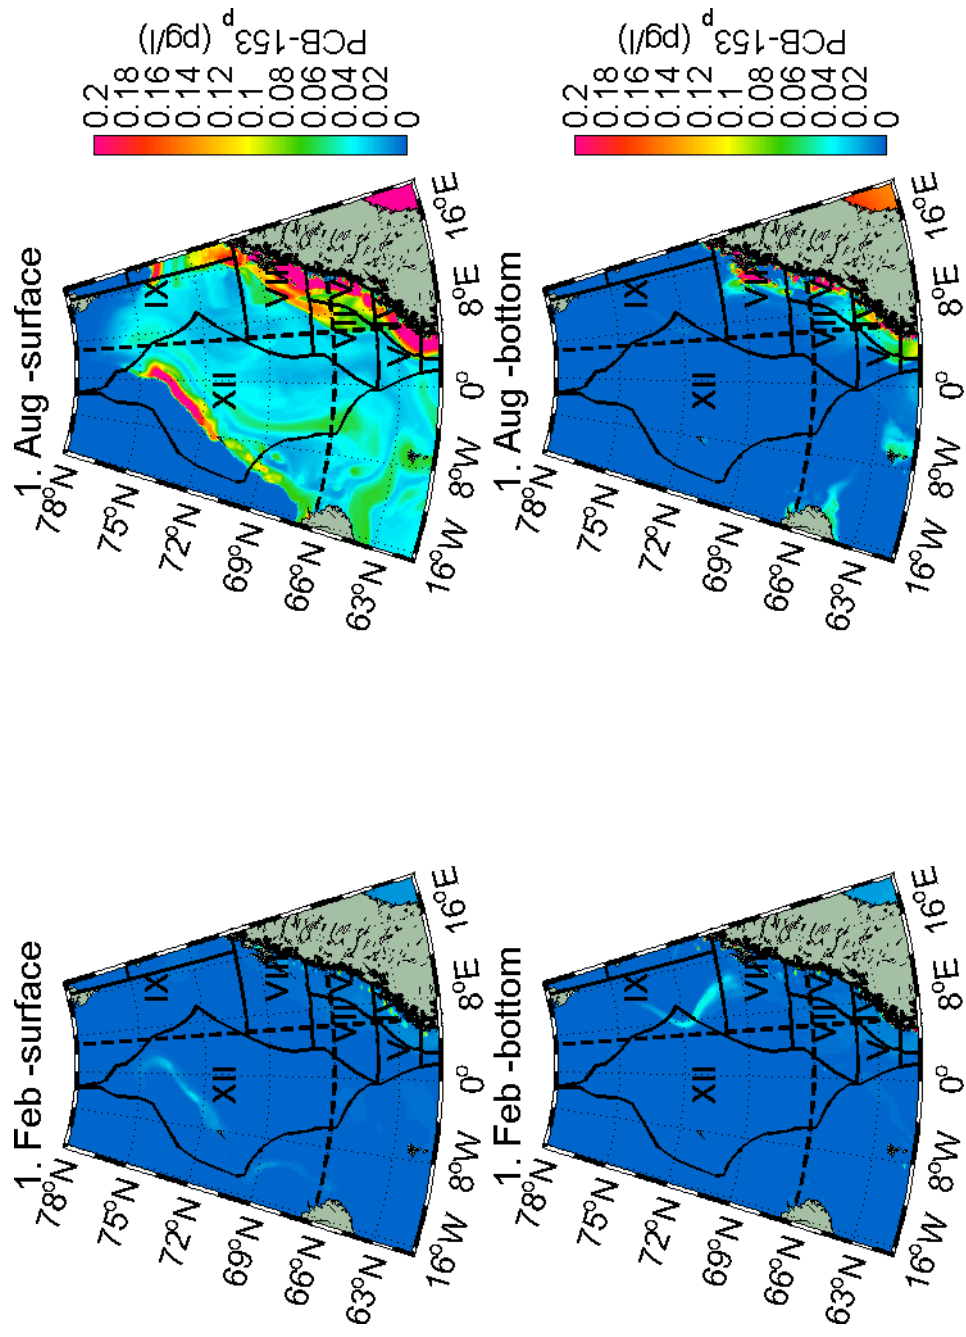 1. Feb -surface
78°N
75°N
72°N
69°N
66°N
63°N
16°W
8°W
0°
8°E
16°E
IX
XII
VIII
VII
V
1. Aug -surface
78°N
75°N
72°N
69°N
66°N
63°N
16°W
8°W
0°
8°E
16°E
IX
XII
VIII
VII
V
0.2
0.18
0.16
0.14
0.12
0.1
0.08
0.06
0.04
0.02
0
PCB-153p (pg/l)
1. Feb -bottom
78°N
75°N
72°N
69°N
66°N
63°N
16°W
8°W
0°
8°E
16°E
IX
XII
VIII
VII
V
1. Aug -bottom
78°N
75°N
72°N
69°N
66°N
63°N
16°W
8°W
0°
8°E
16°E
IX
XII
VIII
VII
V
0.2
0.18
0.16
0.14
0.12
0.1
0.08
0.06
0.04
0.02
0
PCB-153p (pg/l)